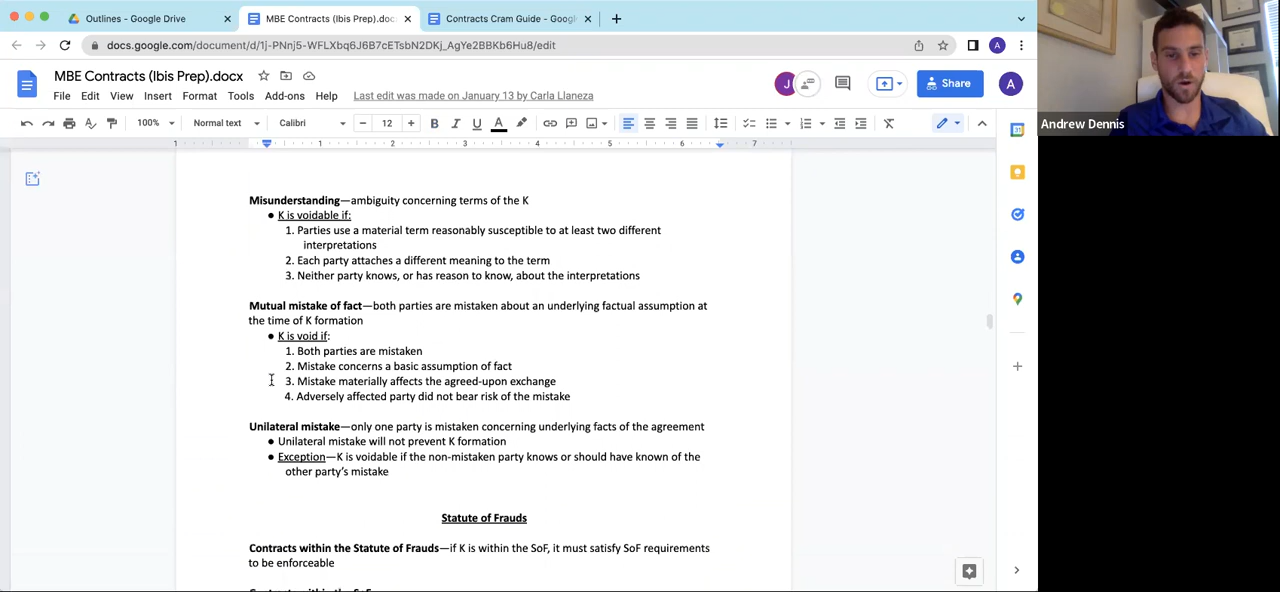 Outlines - Google Drive
MBE Contracts (Ibis Prep).doc
Contracts Cram Guide - Goog
docs.google.com/document/d/1j-PNnj5-WFLXbq6J6B7cETsbN2DKj_AgYe2BBKb6Hu8/edit
A
MBE Contracts (Ibis Prep).docx
J
Share
A
File Edit View Insert Format Tools Add-ons Help Last edit was made on January 13 by Carla Llaneza
Andrew Dennis
100% Normal text Calibri 12 B I U A
1 1 2 3 4 5 6 7
Misunderstanding—ambiguity concerning terms of the K
● K is voidable if:
1. Parties use a material term reasonably susceptible to at least two different
interpretations
2. Each party attaches a different meaning to the term
3. Neither party knows, or has reason to know, about the interpretations
Mutual mistake of fact—both parties are mistaken about an underlying factual assumption at
the time of K formation
● K is void if:
1. Both parties are mistaken
2. Mistake concerns a basic assumption of fact
3. Mistake materially affects the agreed-upon exchange
4. Adversely affected party did not bear risk of the mistake
Unilateral mistake—only one party is mistaken concerning underlying facts of the agreement
● Unilateral mistake will not prevent K formation
● Exception—K is voidable if the non-mistaken party knows or should have known of the
other party's mistake
Statute of Frauds
Contracts within the Statute of Frauds—if K is within the SoF, it must satisfy SoF requirements
to be enforceable